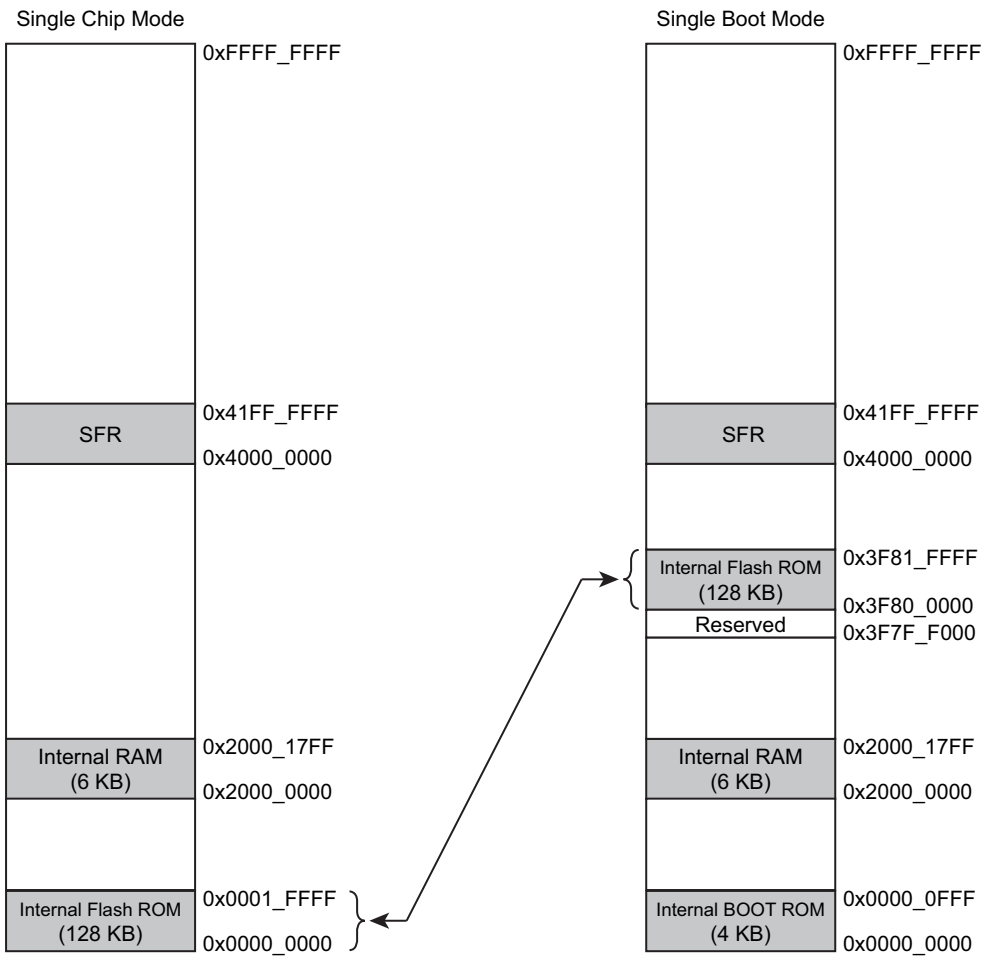 Single Chip Mode
0xFFFF_FFFF
SFR
0x41FF_FFFF
0x4000_0000
Internal RAM
(6 KB)
0x2000_17FF
0x2000_0000
Internal Flash ROM
(128 KB)
0x0001_FFFF
0x0000_0000
Single Boot Mode
0xFFFF_FFFF
SFR
0x41FF_FFFF
0x4000_0000
Internal Flash ROM
(128 KB)
0x3F81_FFFF
0x3F80_0000
Reserved
0x3F7F_F000
Internal RAM
(6 KB)
0x2000_17FF
0x2000_0000
Internal BOOT ROM
(4 KB)
0x0000_0FFF
0x0000_0000